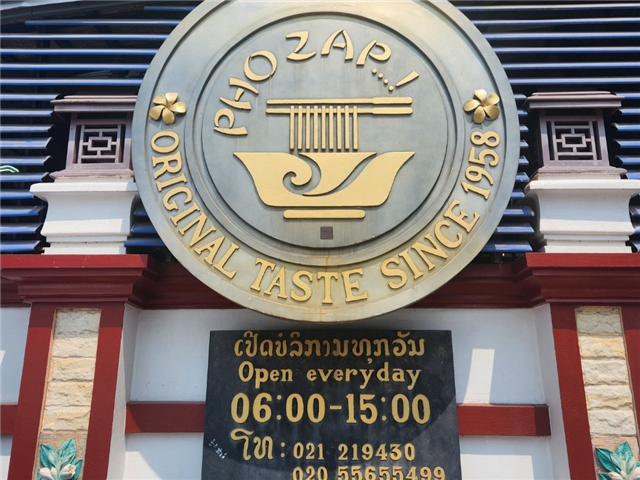 PHO ZAP...!
ORIGINAL TASTE SINCE 1958
ເປີດບໍລິການທຸກວັນ
Open everyday
06:00-15:00
ໂທ: 021 219430
020 55655499